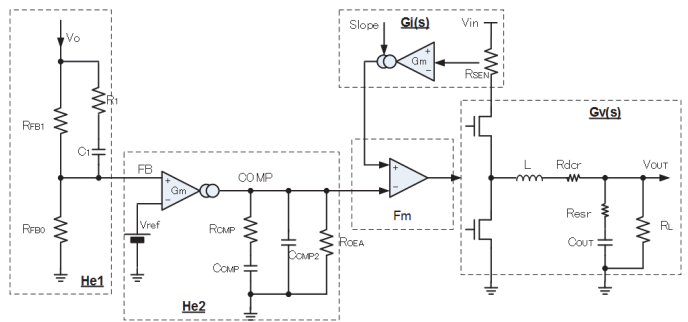 Vo
R1
RFB1
C1
RFB0
He1
FB
+
Gm
−
Vref
COMP
RCMP
CCMP
CCMP2
ROEA
He2
Slope
Gi(s)
Vin
+
Gm
−
RSEN
+
−
Fm
Gv(s)
L
Rdcr
VOUT
Resr
COUT
RL